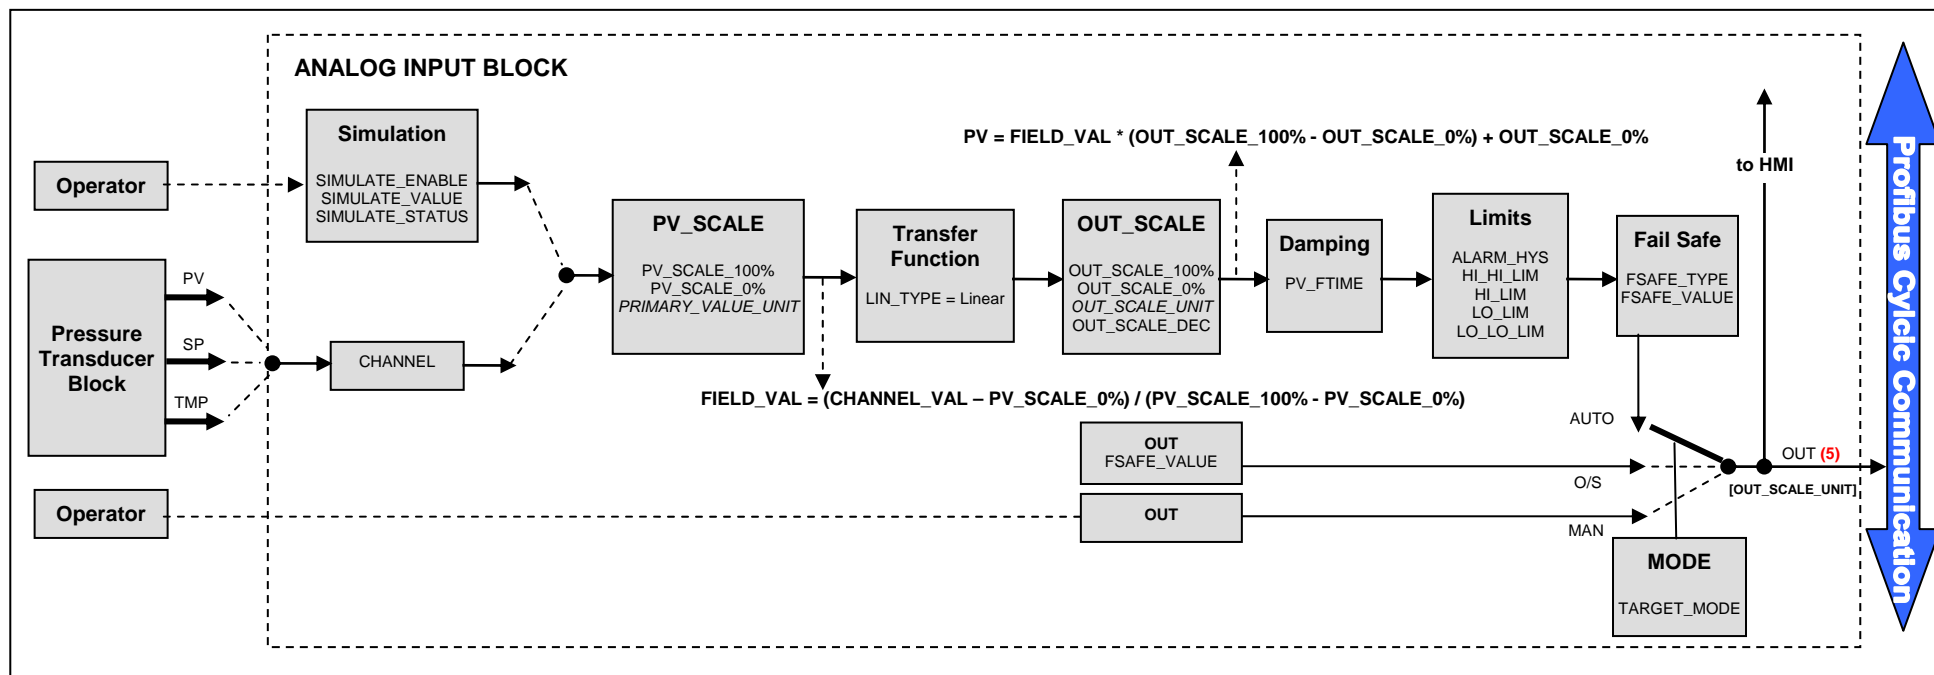 ANALOG INPUT BLOCK
Operator
Simulation
SIMULATE_ENABLE
SIMULATE_VALUE
SIMULATE_STATUS
Pressure
Transducer
Block
PV
SP
TMP
CHANNEL
PV_SCALE
PV_SCALE_100%
PV_SCALE_0%
PRIMARY_VALUE_UNIT
FIELD_VAL = (CHANNEL_VAL – PV_SCALE_0%) / (PV_SCALE_100% - PV_SCALE_0%)
Transfer
Function
LIN_TYPE = Linear
PV = FIELD_VAL * (OUT_SCALE_100% - OUT_SCALE_0%) + OUT_SCALE_0%
OUT_SCALE
OUT_SCALE_100%
OUT_SCALE_0%
OUT_SCALE_UNIT
OUT_SCALE_DEC
Damping
PV_FTIME
Limits
ALARM_HYS
HI_HI_LIM
HI_LIM
LO_LIM
LO_LO_LIM
Fail Safe
FSAFE_TYPE
FSAFE_VALUE
to HMI
AUTO
OUT
FSAFE_VALUE
O/S
Operator
OUT
MAN
OUT (5)
[OUT_SCALE_UNIT]
MODE
TARGET_MODE
Profibus Cylcic Communication